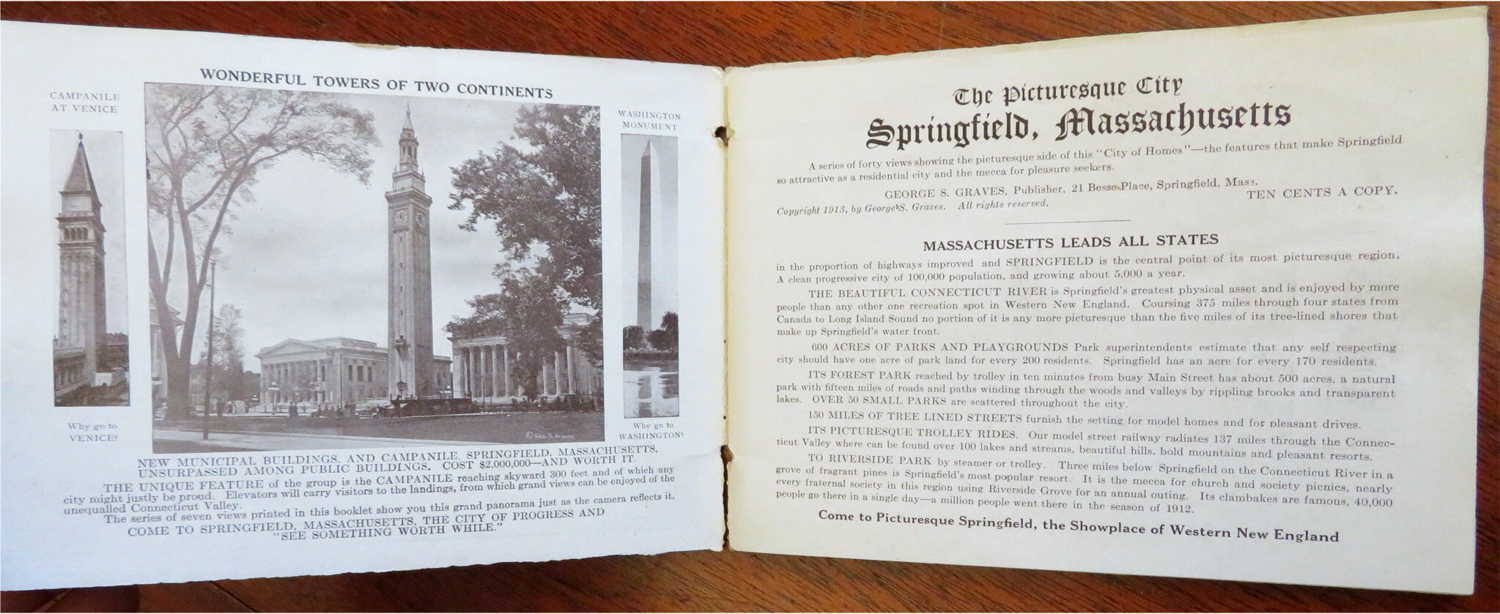 WONDERFUL TOWERS OF TWO CONTINENTS
CAMPANILE
AT VENICE
WASHINGTON
MONUMENT
Why go to
VENICE?
Why go to
WASHINGTON?
NEW MUNICIPAL BUILDINGS, AND CAMPANILE, SPRINGFIELD, MASSACHUSETTS,
UNSURPASSED AMONG PUBLIC BUILDINGS. COST $2,000,000—AND WORTH IT.
THE UNIQUE FEATURE of the group is the CAMPANILE reaching skyward 300 feet and of which any
city might justly be proud. Elevators will carry visitors to the landings, from which grand views can be enjoyed of the
unequalled Connecticut Valley.
The series of seven views printed in this booklet show you this grand panorama just as the camera reflects it.
COME TO SPRINGFIELD, MASSACHUSETTS, THE CITY OF PROGRESS AND
"SEE SOMETHING WORTH WHILE."
The Picturesque City
Springfield, Massachusetts
A series of forty views showing the picturesque side of this "City of Homes"—the features that make Springfield
so attractive as a residential city and the mecca for pleasure seekers.
GEORGE S. GRAVES, Publisher, 21 Besse Place, Springfield, Mass.
Copyright 1913, by George S. Graves. All rights reserved.
TEN CENTS A COPY.
MASSACHUSETTS LEADS ALL STATES
in the proportion of highways improved and SPRINGFIELD is the central point of its most picturesque region.
A clean progressive city of 100,000 population, and growing about 5,000 a year.
THE BEAUTIFUL CONNECTICUT RIVER is Springfield's greatest physical asset and is enjoyed by more
people than any other one recreation spot in Western New England. Coursing 375 miles through four states from
Canada to Long Island Sound no portion of it is any more picturesque than the five miles of its tree-lined shores that
make up Springfield's water front.
600 ACRES OF PARKS AND PLAYGROUNDS Park superintendents estimate that any self respecting
city should have one acre of park land for every 200 residents. Springfield has an acre for every 170 residents.
ITS FOREST PARK reached by trolley in ten minutes from busy Main Street has about 500 acres, a natural
park with fifteen miles of roads and paths winding through the woods and valleys by rippling brooks and transparent
lakes. OVER 30 SMALL PARKS are scattered throughout the city.
150 MILES OF TREE LINED STREETS furnish the setting for model homes and for pleasant drives.
ITS PICTURESQUE TROLLEY RIDES. Our model street railway radiates 137 miles through the Connec-
ticut Valley where can be found over 100 lakes and streams, beautiful hills, bold mountains and pleasant resorts.
TO RIVERSIDE PARK by steamer or trolley. Three miles below Springfield on the Connecticut River in a
grove of fragrant pines is Springfield's most popular resort. It is the mecca for church and society picnics, nearly
every fraternal society in this region using Riverside Grove for an annual outing. Its clambakes are famous, 40,000
people go there in a single day—a million people went there in the season of 1912.
Come to Picturesque Springfield, the Showplace of Western New England